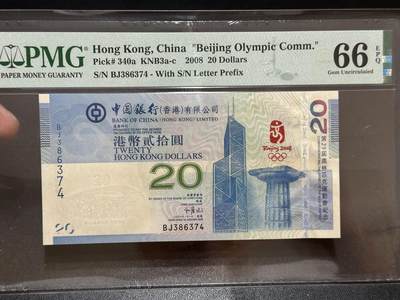 PMG
PAPER MONEY GUARANTY
Hong Kong, China "Beijing Olympic Comm."
Pick# 340a KNB3a-c 2008 20 Dollars
S/N BJ386374 - With S/N Letter Prefix
66 EPQ
Gem Uncirculated
中國銀行(香港)有限公司
BANK OF CHINA (HONG KONG) LIMITED
港幣貳拾圓
TWENTY
HONG KONG DOLLARS
20
20
Beijing 2008
BJ386374
BJ386374
20